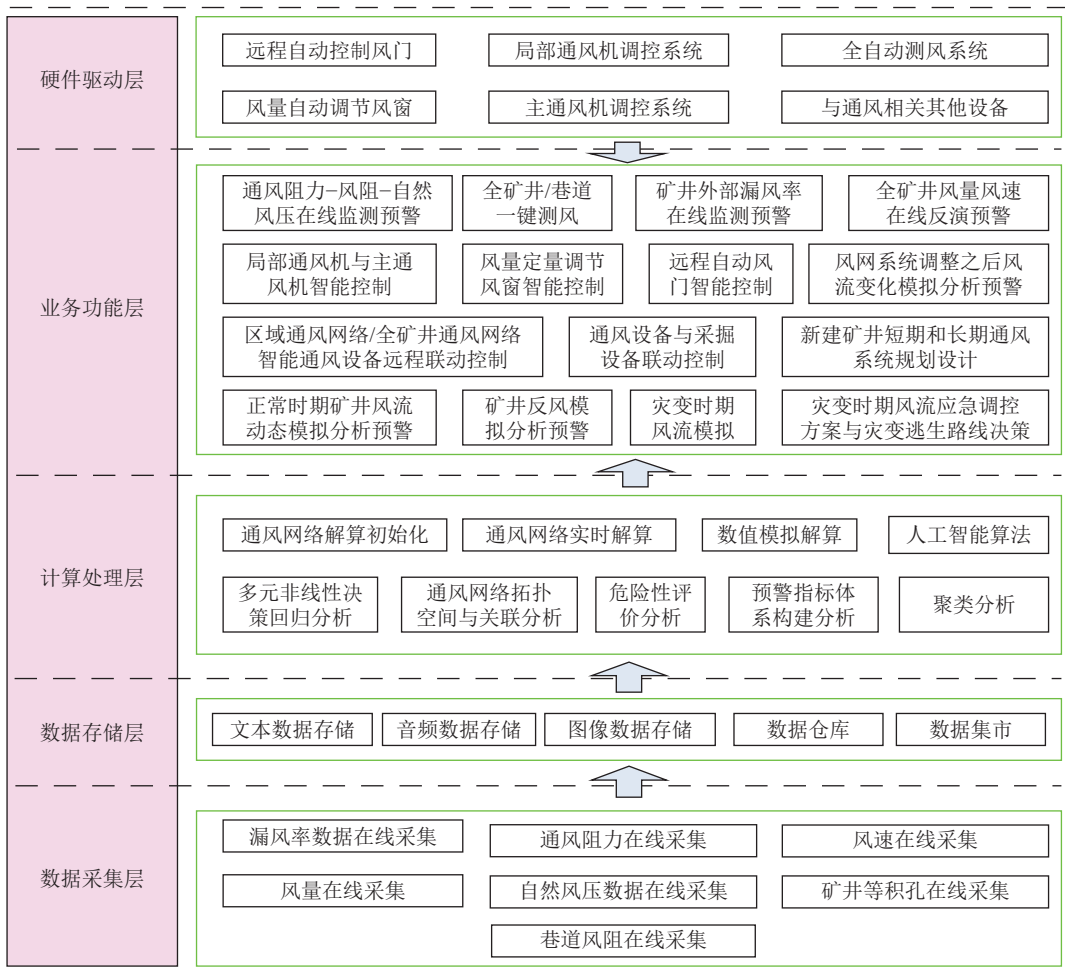 硬件驱动层
远程自动控制风门
局部通风机调控系统
全自动测风系统
风量自动调节风窗
主通风机调控系统
与通风相关其他设备
业务功能层
通风阻力−风阻−自然
风压在线监测预警
全矿井/巷道
一键测风
矿井外部漏风率
在线监测预警
全矿井风量风速
在线反演预警
局部通风机与主通
风机智能控制
风量定量调节
风窗智能控制
远程自动风
门智能控制
风网系统调整之后风
流变化模拟分析预警
区域通风网络/全矿井通风网络
智能通风设备远程联动控制
通风设备与采掘
设备联动控制
新建矿井短期和长期通风
系统规划设计
正常时期矿井风流
动态模拟分析预警
矿井反风模
拟分析预警
灾变时期
风流模拟
灾变时期风流应急调控
方案与灾变逃生路线决策
计算处理层
通风网络解算初始化
通风网络实时解算
数值模拟解算
人工智能算法
多元非线性决
策回归分析
通风网络拓扑
空间与关联分析
危险性评
价分析
预警指标体
系构建分析
聚类分析
数据存储层
文本数据存储
音频数据存储
图像数据存储
数据仓库
数据集市
数据采集层
漏风率数据在线采集
通风阻力在线采集
风速在线采集
风量在线采集
自然风压数据在线采集
矿井等积孔在线采集
巷道风阻在线采集